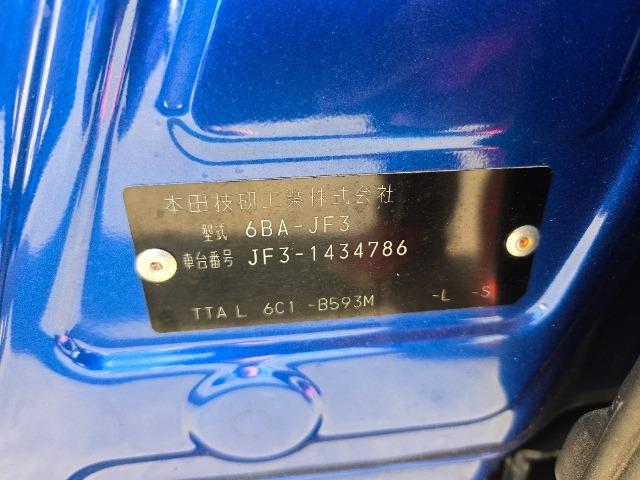 本田技研工業株式会社
型式 6BA-JF3
車台番号 JF3-1434786
TTA L 6C1 -B593M -L -S